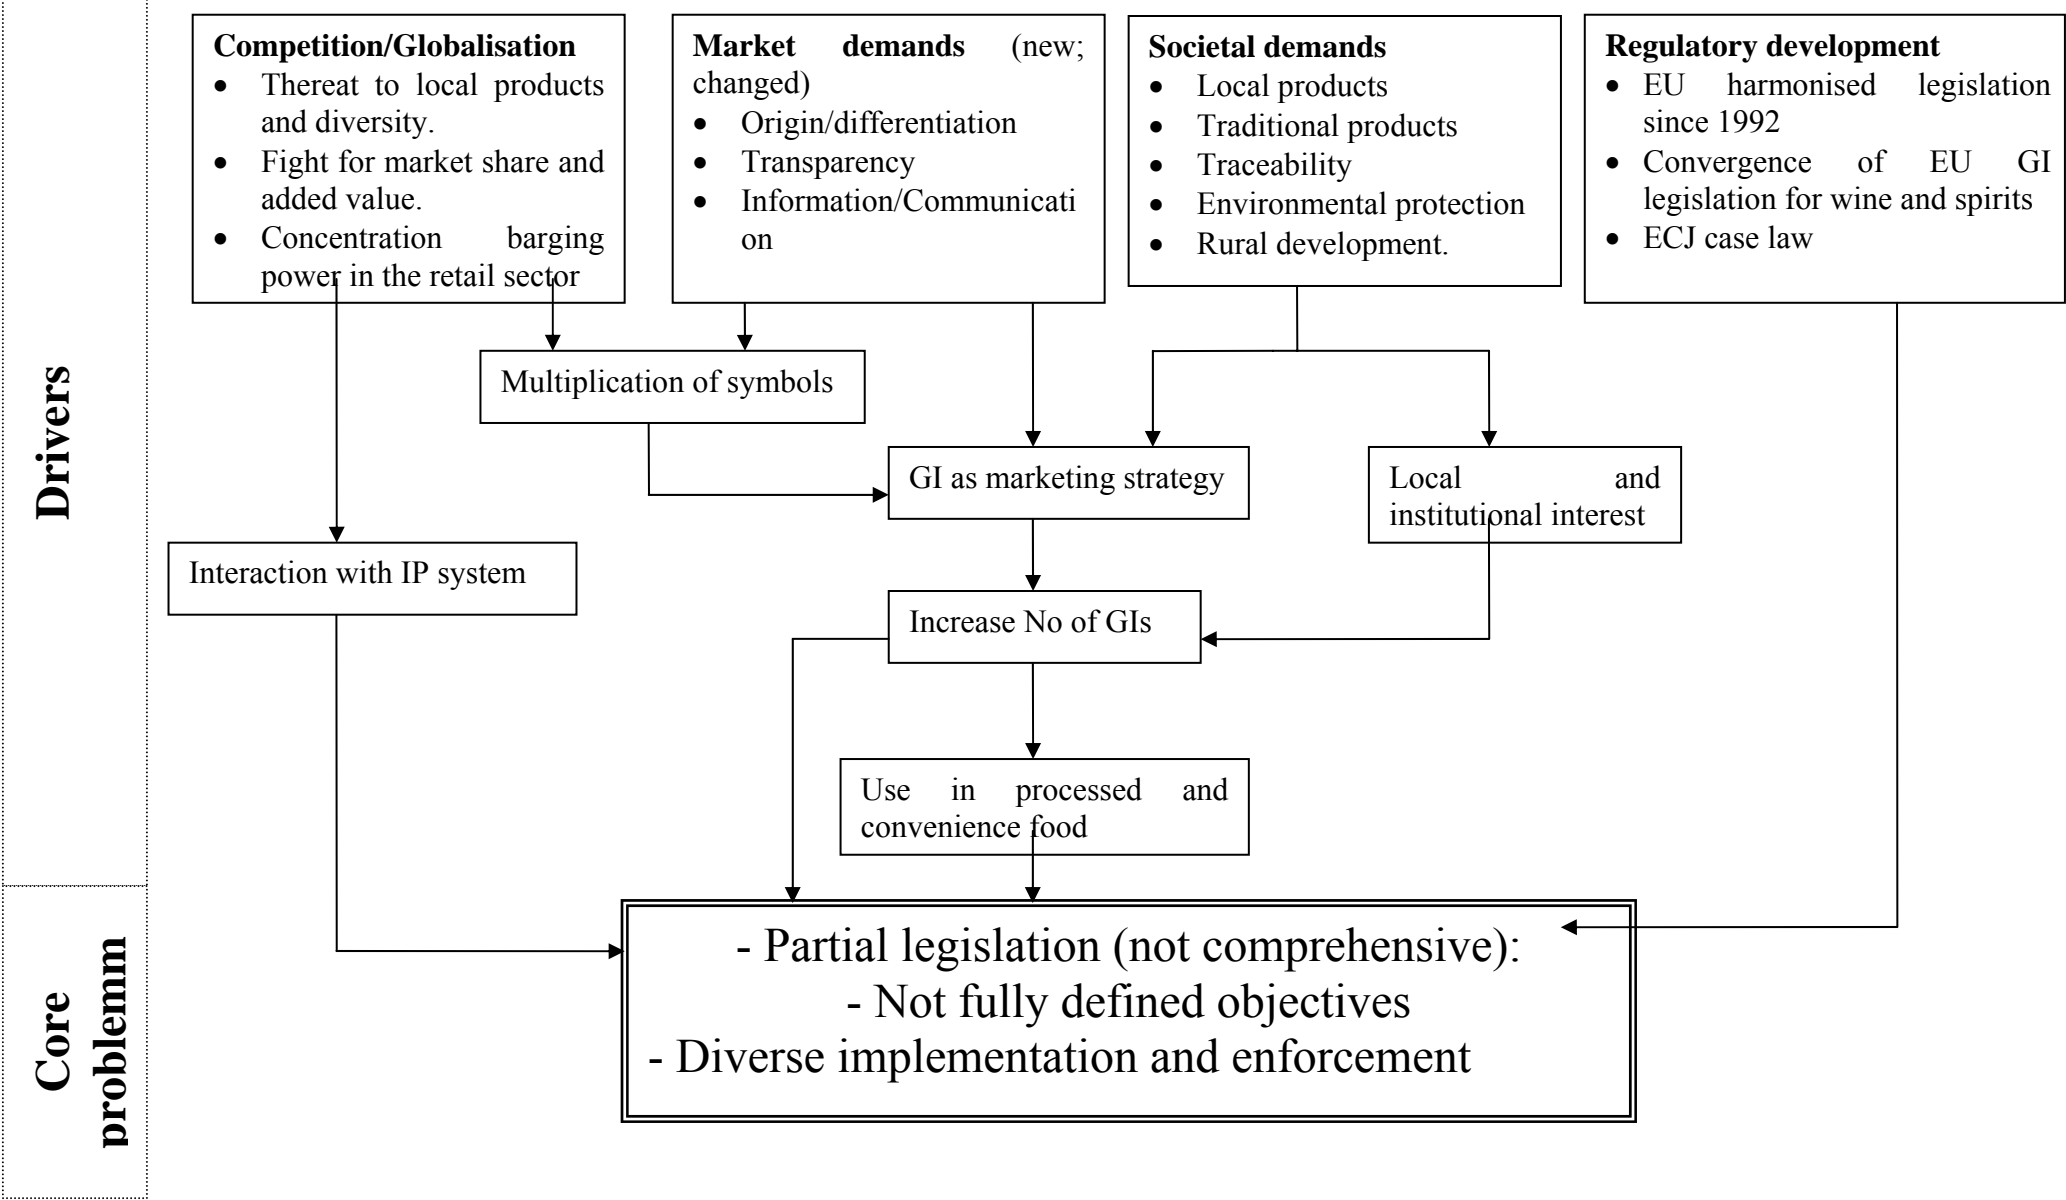 Competition/Globalisation
• Thereat to local products
and diversity.
• Fight for market share and
added value.
• Concentration barging
power in the retail sector
Market demands (new;
changed)
• Origin/differentiation
• Transparency
• Information/Communicati
on
Societal demands
• Local products
• Traditional products
• Traceability
• Environmental protection
• Rural development.
Regulatory development
• EU harmonised legislation
since 1992
• Convergence of EU GI
legislation for wine and spirits
• ECJ case law
Drivers
Multiplication of symbols
GI as marketing strategy
Local and
institutional interest
Interaction with IP system
Increase No of GIs
Use in processed and
convenience food
Core
problemm
- Partial legislation (not comprehensive):
- Not fully defined objectives
- Diverse implementation and enforcement